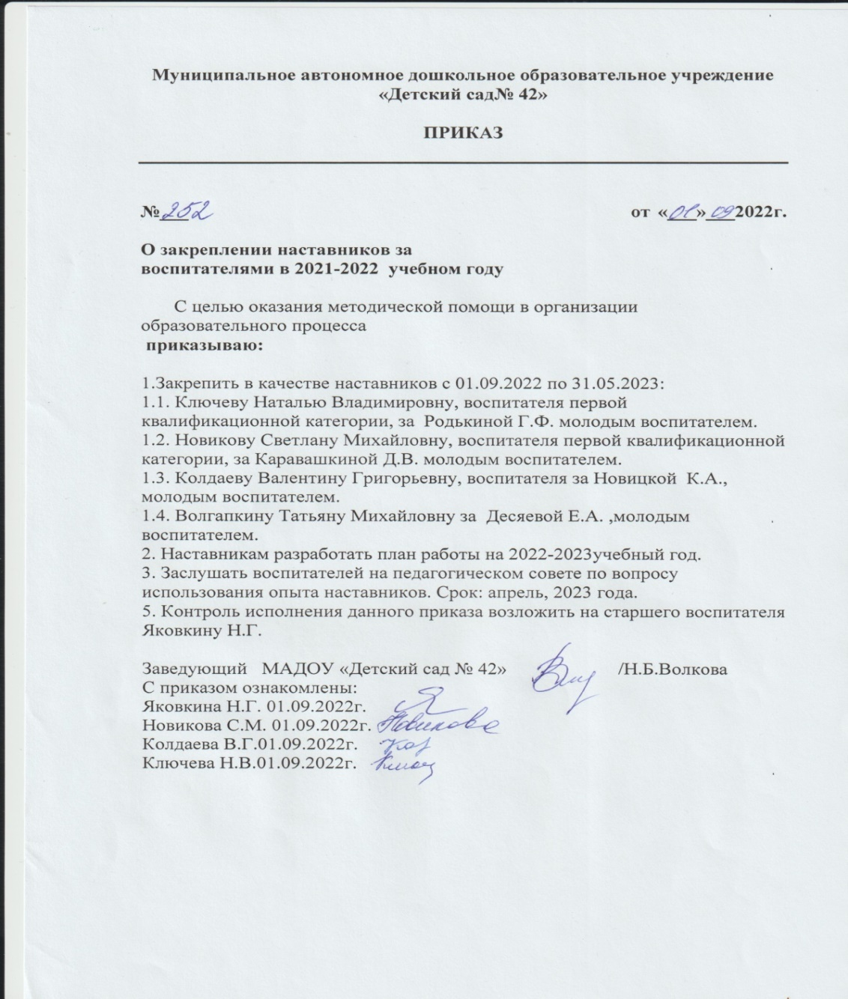 Муниципальное автономное дошкольное образовательное учреждение
«Детский сад№ 42»
ПРИКАЗ
№ 252 от «01» 09 2022г.
О закреплении наставников за
воспитателями в 2021-2022 учебном году
С целью оказания методической помощи в организации
образовательного процесса
приказываю:
1.Закрепить в качестве наставников с 01.09.2022 по 31.05.2023:
1.1. Ключеву Наталью Владимировну, воспитателя первой
квалификационной категории, за Родькиной Г.Ф. молодым воспитателем.
1.2. Новикову Светлану Михайловну, воспитателя первой квалификационной
категории, за Каравашкиной Д.В. молодым воспитателем.
1.3. Колдаеву Валентину Григорьевну, воспитателя за Новицкой К.А.,
молодым воспитателем.
1.4. Волгапкину Татьяну Михайловну за Десяевой Е.А. ,молодым
воспитателем.
2. Наставникам разработать план работы на 2022-2023учебный год.
3. Заслушать воспитателей на педагогическом совете по вопросу
использования опыта наставников. Срок: апрель, 2023 года.
5. Контроль исполнения данного приказа возложить на старшего воспитателя
Яковкину Н.Г.
Заведующий МАДОУ «Детский сад № 42» /Н.Б.Волкова
С приказом ознакомлены:
Яковкина Н.Г. 01.09.2022г.
Новикова С.М. 01.09.2022г. Новикова
Колдаева В.Г.01.09.2022г.
Ключева Н.В.01.09.2022г.